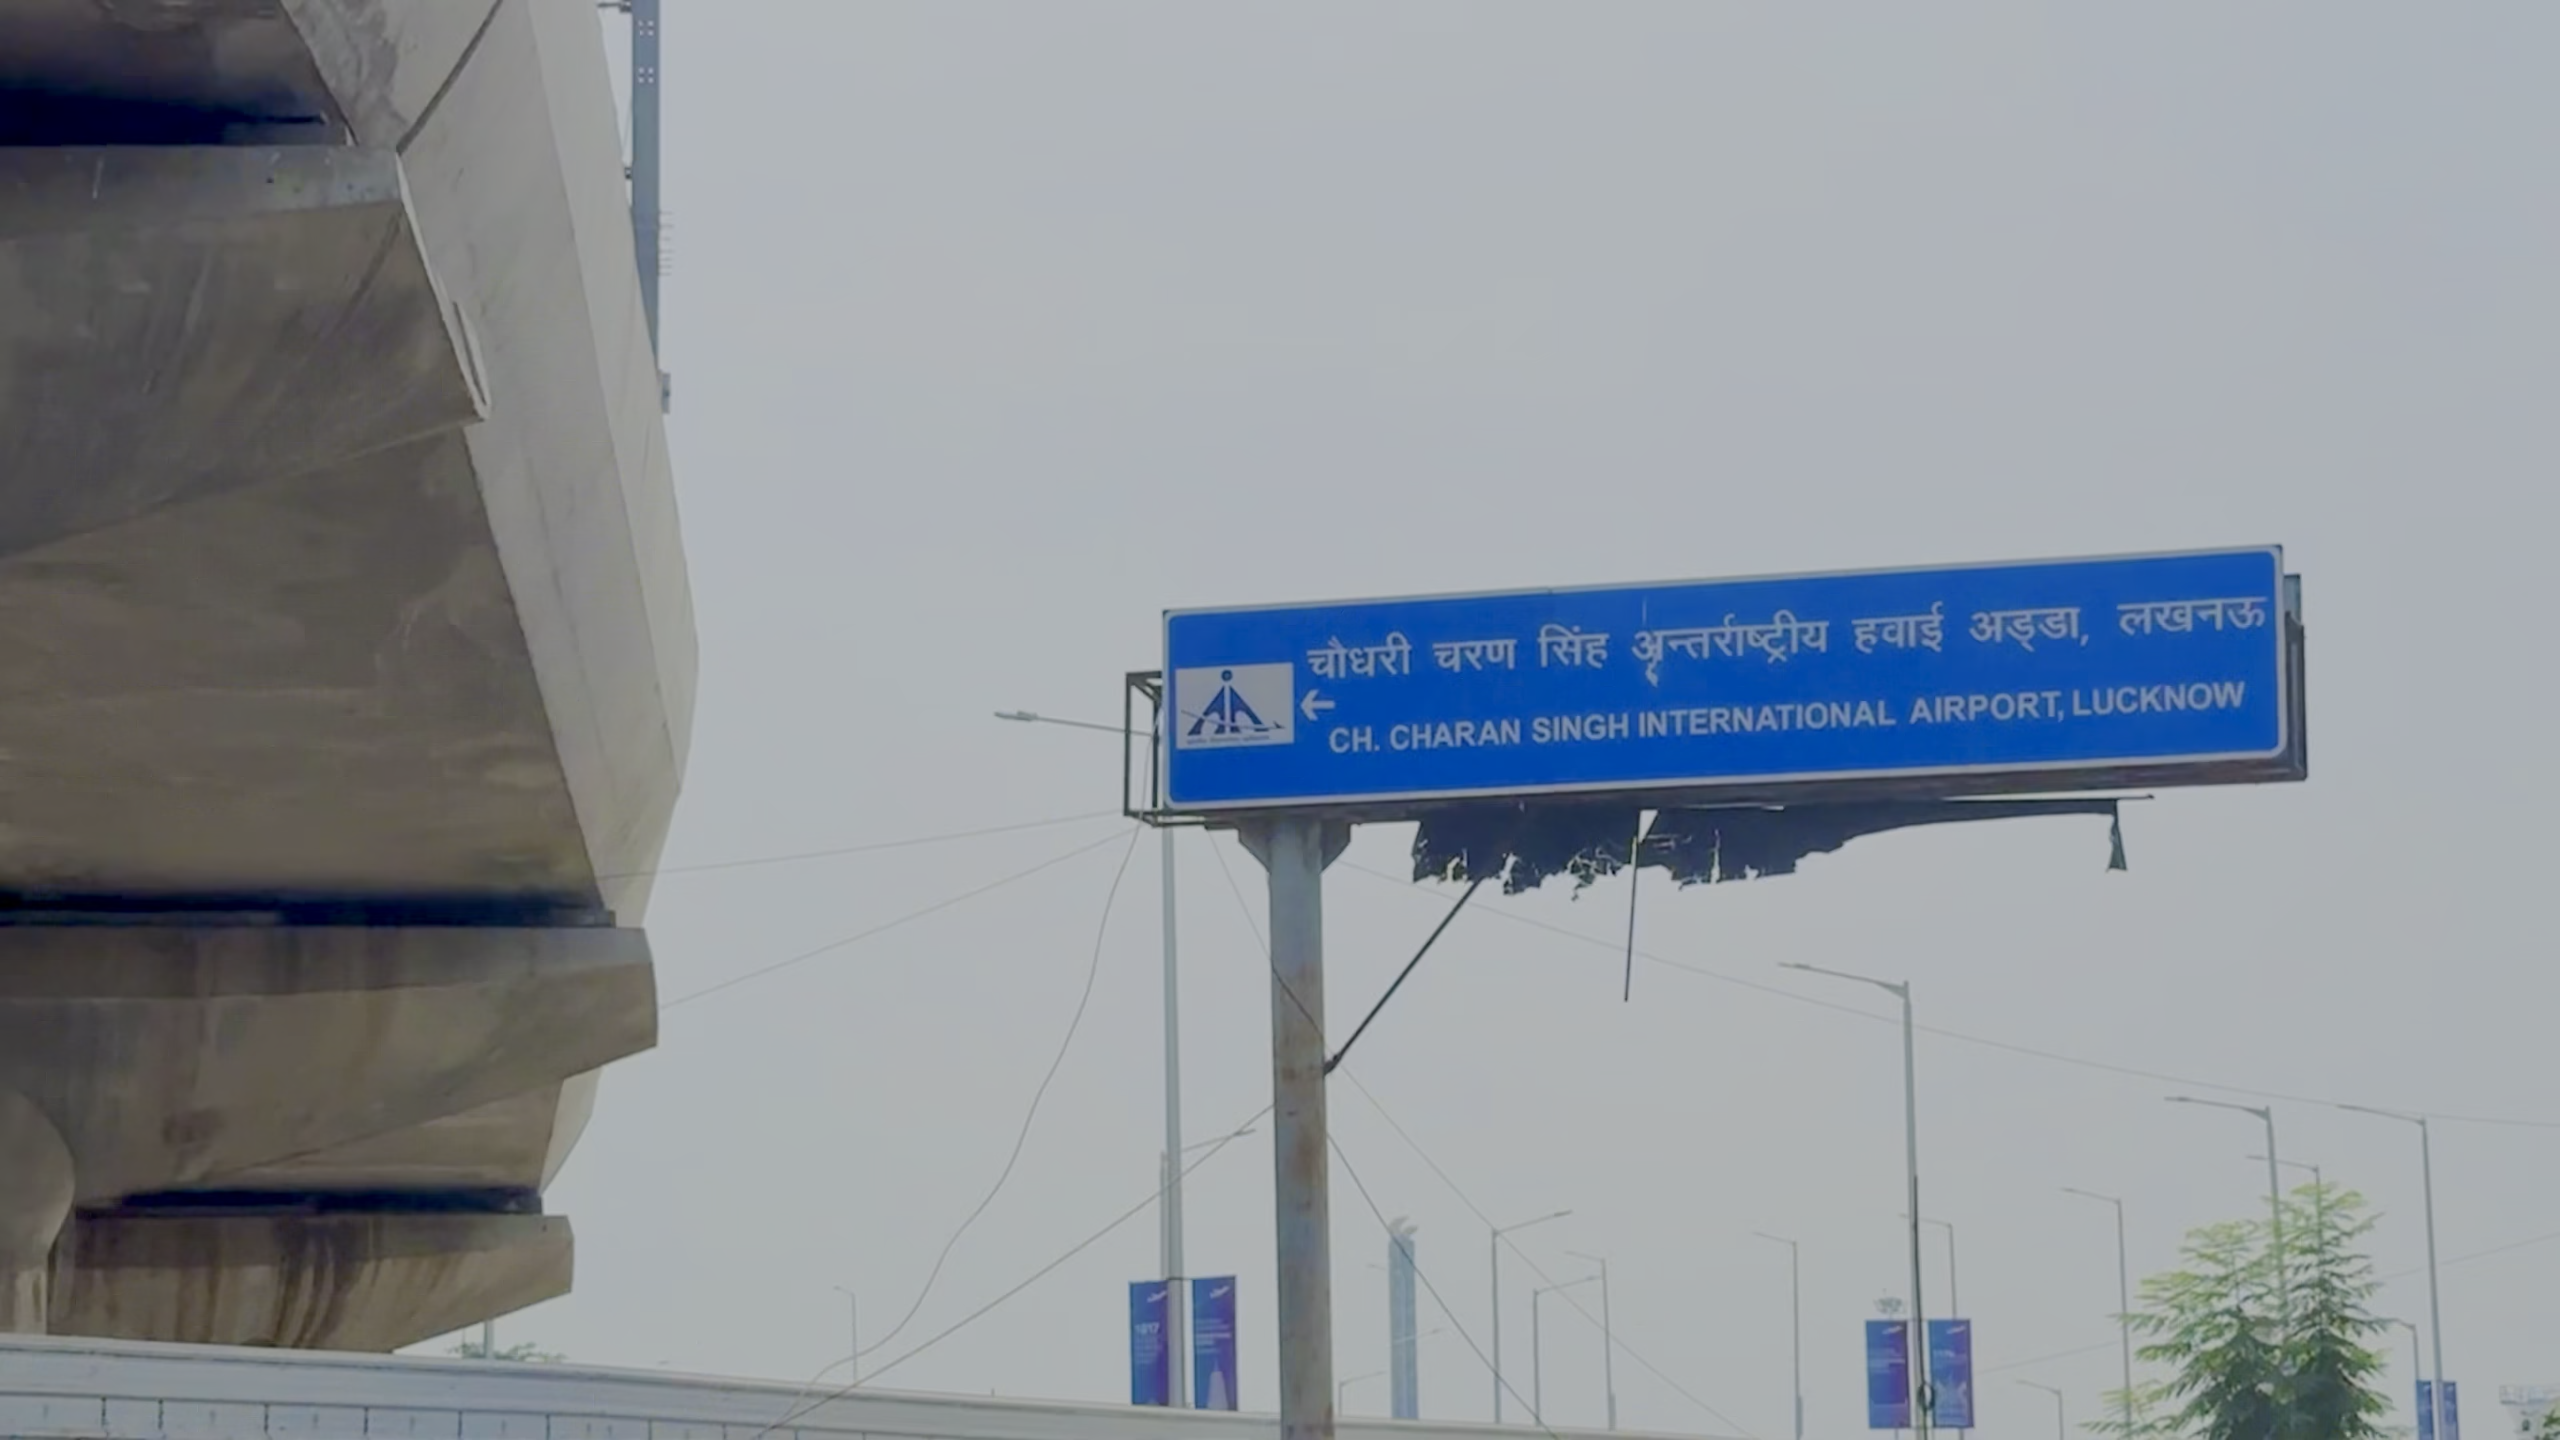 चौधरी चरण सिंह अन्तर्राष्ट्रीय हवाई अड्डा, लखनऊ
CH. CHARAN SINGH INTERNATIONAL AIRPORT, LUCKNOW